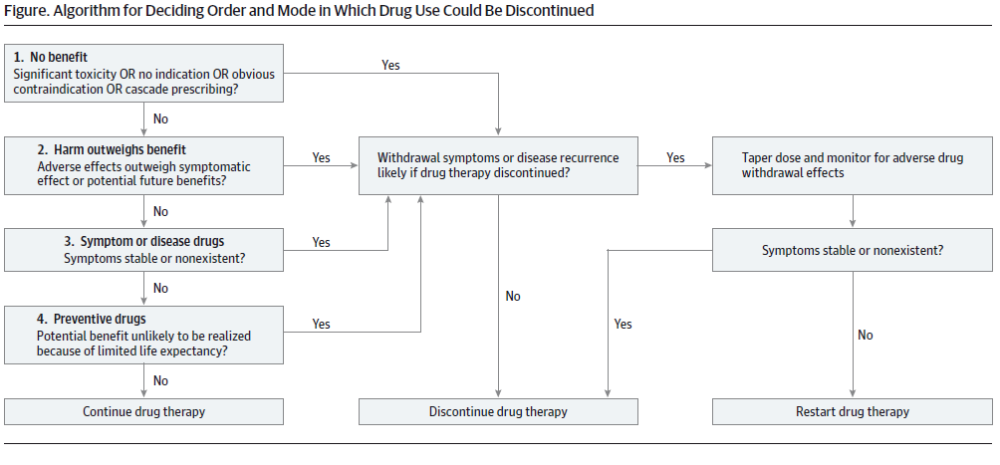 Figure. Algorithm for Deciding Order and Mode in Which Drug Use Could Be Discontinued
1. No benefit
Significant toxicity OR no indication OR obvious
contraindication OR cascade prescribing?
Yes
No
2. Harm outweighs benefit
Adverse effects outweigh symptomatic
effect or potential future benefits?
Yes
Withdrawal symptoms or disease recurrence
likely if drug therapy discontinued?
Yes
Taper dose and monitor for adverse drug
withdrawal effects
No
3. Symptom or disease drugs
Symptoms stable or nonexistent?
Yes
Symptoms stable or nonexistent?
No
No
4. Preventive drugs
Potential benefit unlikely to be realized
because of limited life expectancy?
Yes
Yes
No
No
Continue drug therapy
Discontinue drug therapy
Restart drug therapy